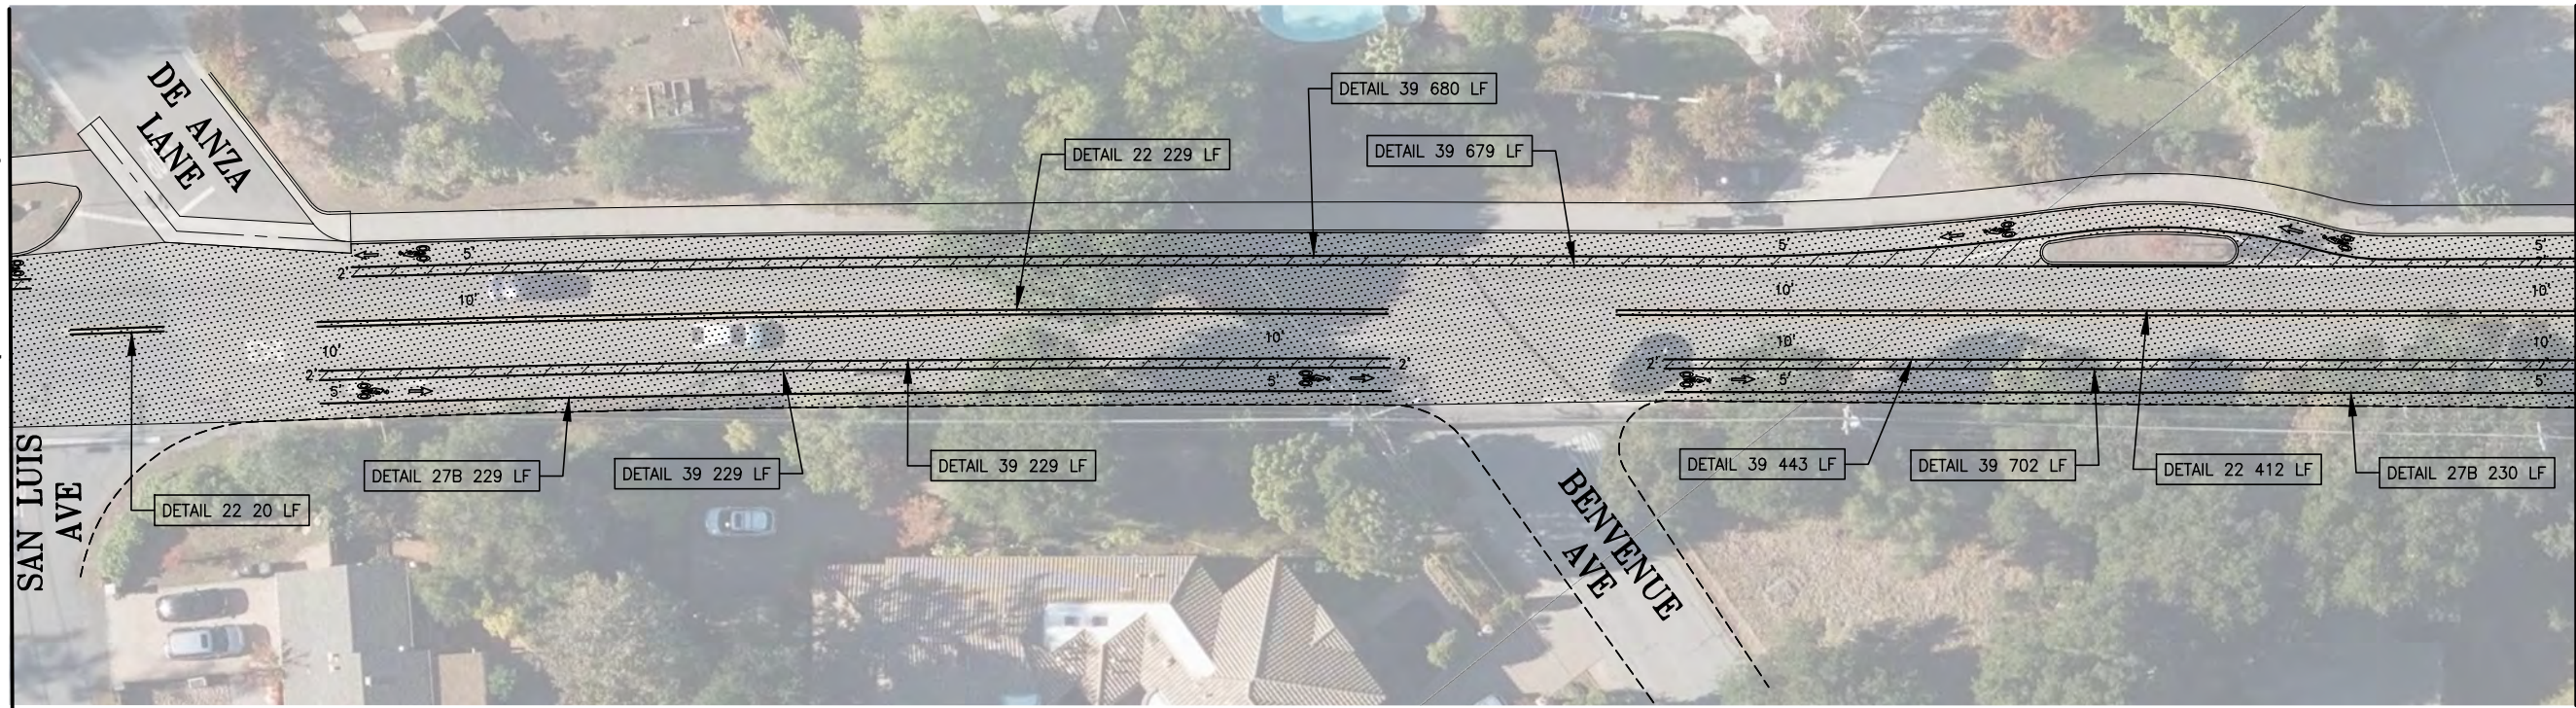 DE ANZA
LANE
DETAIL 39 680 LF
DETAIL 22 229 LF
DETAIL 39 679 LF
5'
5'
5'
2'
2'
10'
10'
10'
10'
10'
10'
10'
2'
2'
2'
5'
5'
5'
5'
DETAIL 27B 229 LF
DETAIL 39 229 LF
DETAIL 39 229 LF
DETAIL 39 443 LF
DETAIL 39 702 LF
DETAIL 22 412 LF
DETAIL 27B 230 LF
DETAIL 22 20 LF
SAN LUIS
AVE
BENVENUE
AVE